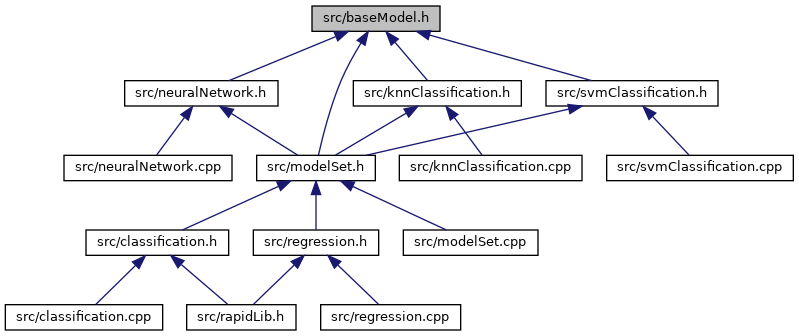 src/baseModel.h
src/neuralNetwork.h
src/knnClassification.h
src/svmClassification.h
src/neuralNetwork.cpp
src/modelSet.h
src/knnClassification.cpp
src/svmClassification.cpp
src/classification.h
src/regression.h
src/modelSet.cpp
src/classification.cpp
src/rapidLib.h
src/regression.cpp